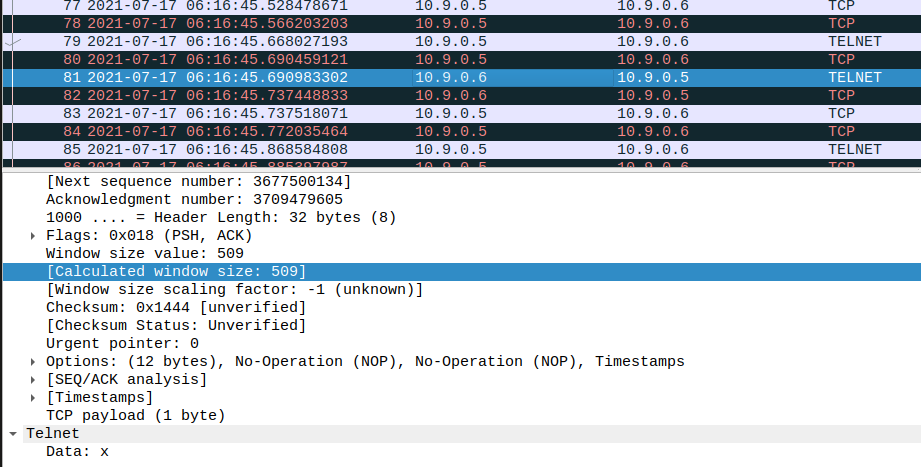 77 2021-07-17 06:16:45.528478671 10.9.0.5 10.9.0.6 TCP
78 2021-07-17 06:16:45.566203203 10.9.0.5 10.9.0.6 TCP
79 2021-07-17 06:16:45.668027193 10.9.0.5 10.9.0.6 TELNET
80 2021-07-17 06:16:45.690459121 10.9.0.5 10.9.0.6 TCP
81 2021-07-17 06:16:45.690983302 10.9.0.6 10.9.0.5 TELNET
82 2021-07-17 06:16:45.737448833 10.9.0.6 10.9.0.5 TCP
83 2021-07-17 06:16:45.737518071 10.9.0.5 10.9.0.6 TCP
84 2021-07-17 06:16:45.772035464 10.9.0.5 10.9.0.6 TCP
85 2021-07-17 06:16:45.868584808 10.9.0.5 10.9.0.6 TELNET
86 2021-07-17 06:16:45.885397987 10.9.0.5 10.9.0.6 TCP
[Next sequence number: 3677500134]
Acknowledgment number: 3709479605
1000 .... = Header Length: 32 bytes (8)
Flags: 0x018 (PSH, ACK)
Window size value: 509
[Calculated window size: 509]
[Window size scaling factor: -1 (unknown)]
Checksum: 0x1444 [unverified]
[Checksum Status: Unverified]
Urgent pointer: 0
Options: (12 bytes), No-Operation (NOP), No-Operation (NOP), Timestamps
[SEQ/ACK analysis]
[Timestamps]
TCP payload (1 byte)
Telnet
Data: x